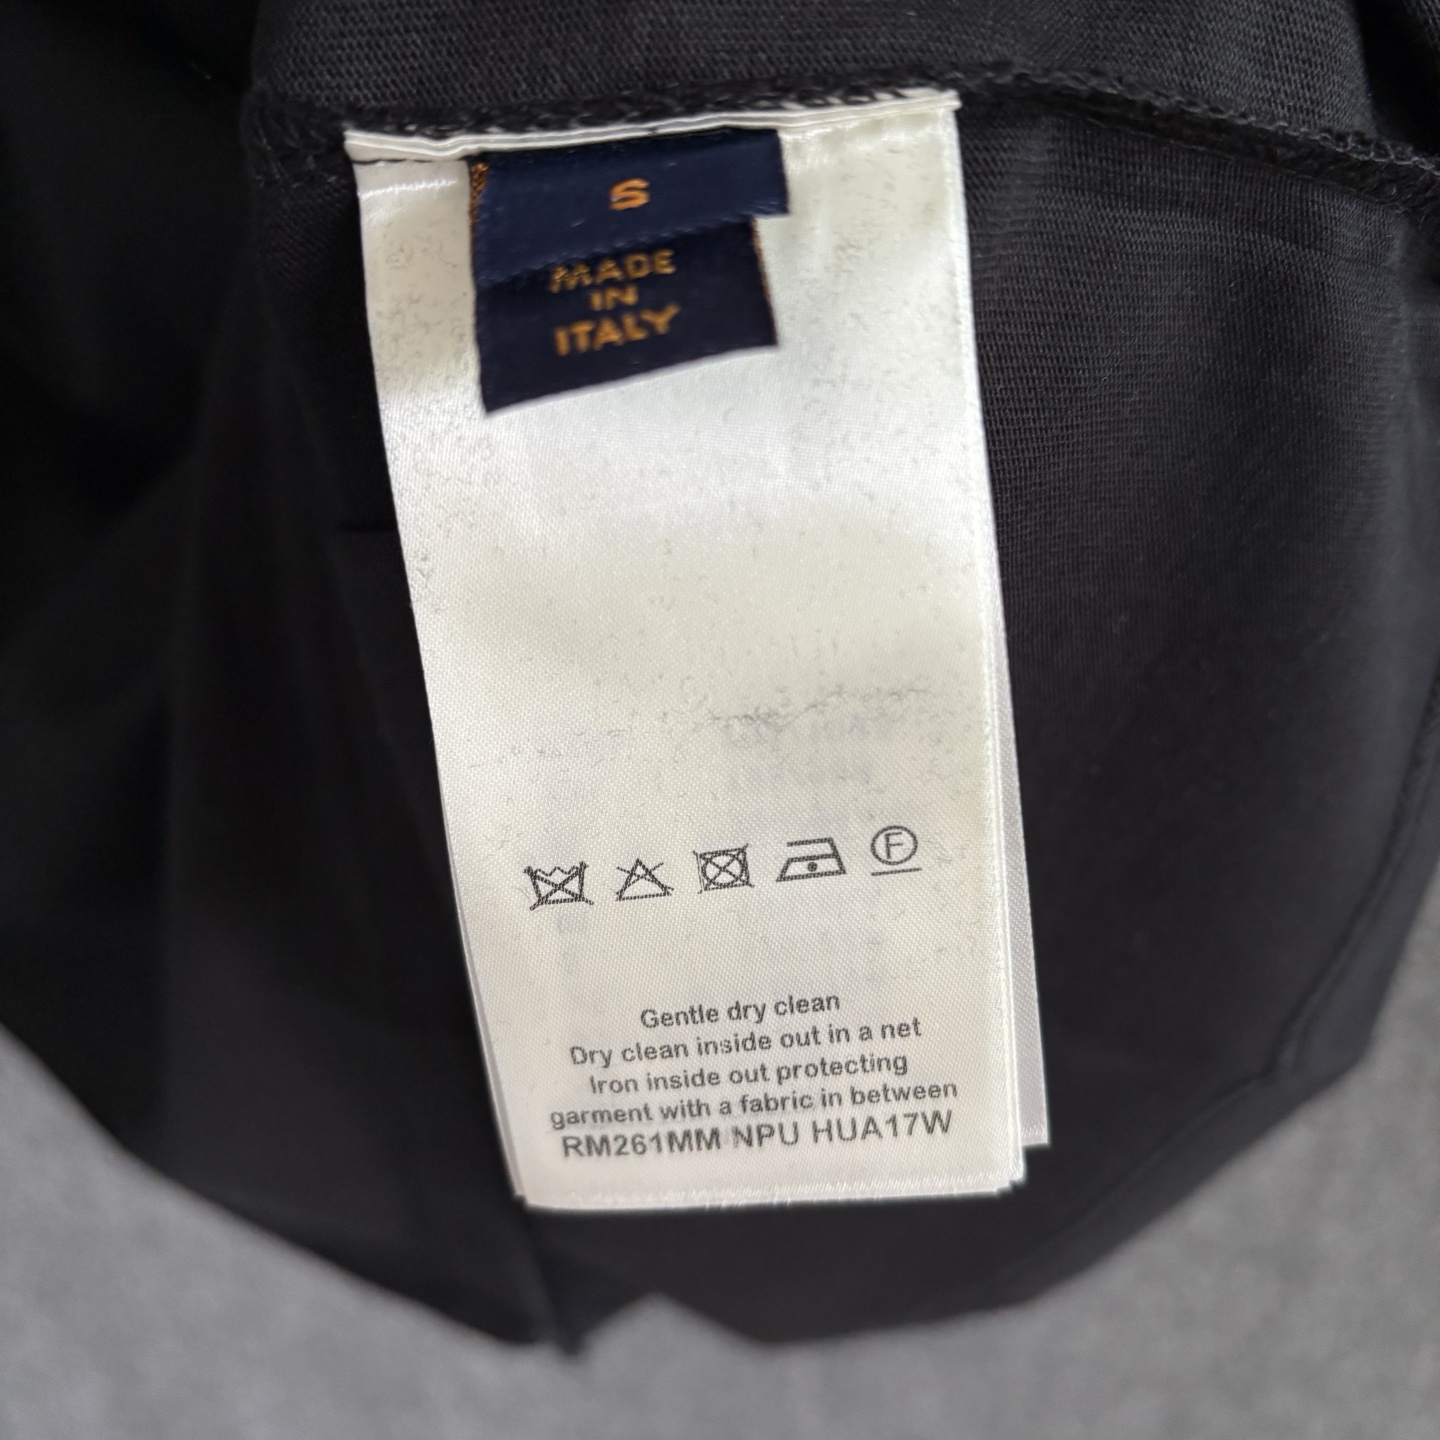 S
MADE
IN
ITALY
F
Gentle dry clean
Dry clean inside out in a net
Iron inside out protecting
garment with a fabric in between
RM261MM NPU HUA17W